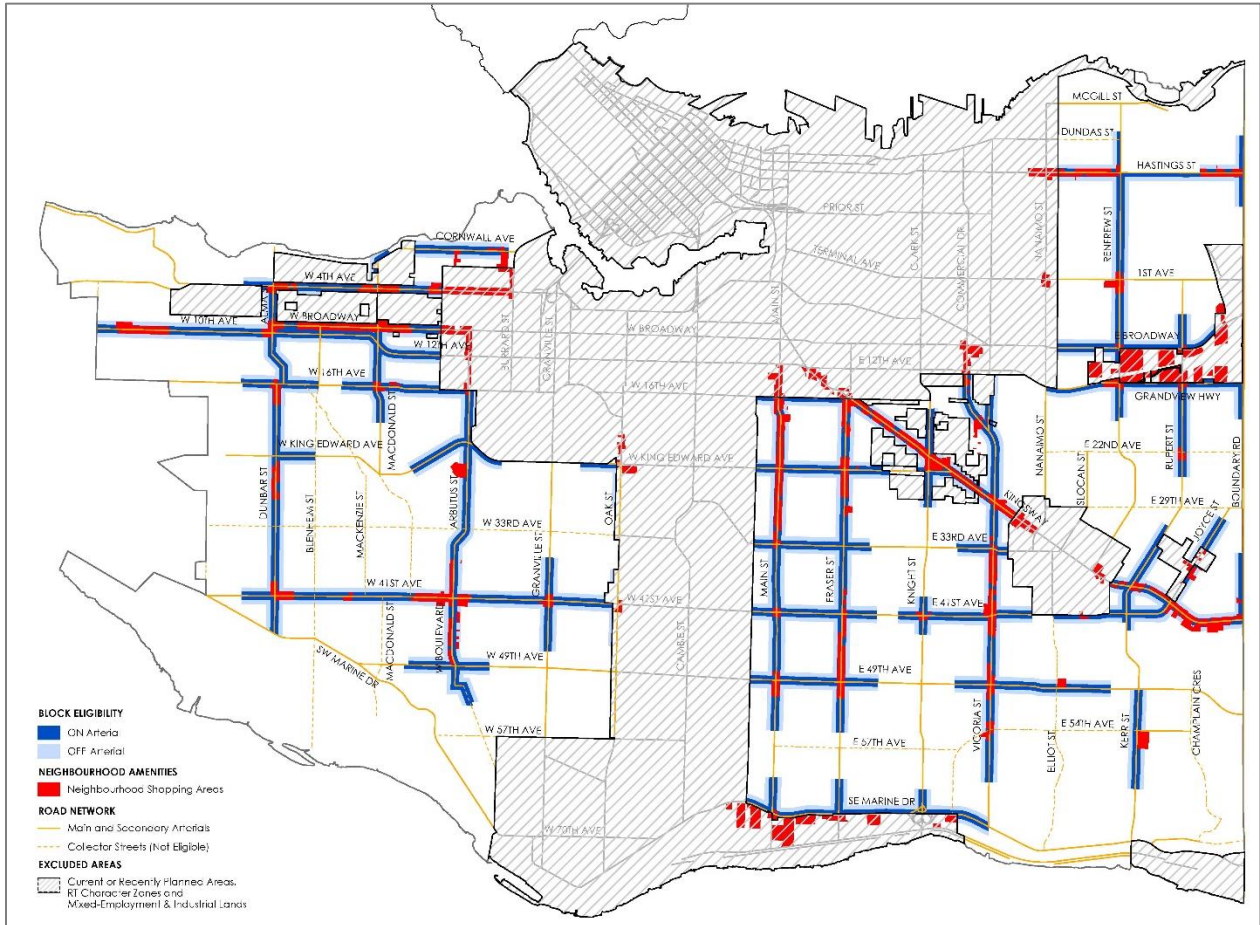 MCGILL ST
DUNDAS ST
HASTINGS ST
PRIOR ST
TERMINAL AVE
CLARK ST
COMMERCIAL DR
NANAIMO ST
RENFREW ST
1ST AVE
CORNWALL AVE
W 4TH AVE
ALMA
W 10TH AVE
W BROADWAY
W 12TH AVE
BURRARD ST
GRANVILLE ST
MAIN ST
W BROADWAY
E BROADWAY
E 12TH AVE
W 16TH AVE
W 16TH AVE
GRANDVIEW HWY
MACDONALD ST
W KING EDWARD AVE
W KING EDWARD AVE
NANAIMO ST
SLOCAN ST
E 22ND AVE
RUPERT ST
BOUNDARY RD
DUNBAR ST
BLENHEIM ST
MACKENZIE ST
ARBUTUS ST
OAK ST
KINGSWAY
E 29TH AVE
JOYCE ST
W 33RD AVE
E 33RD AVE
GRANVILLE ST
MAIN ST
FRASER ST
KNIGHT ST
W 41ST AVE
W 41ST AVE
E 41ST AVE
MACDONALD ST
W BOULEVARD
CAMBIE ST
W 49TH AVE
E 49TH AVE
SW MARINE DR
VICTORIA ST
ELLIOT ST
KERR ST
CHAMPLAIN CRES
E 54TH AVE
W 57TH AVE
E 57TH AVE
SE MARINE DR
W 70TH AVE
BLOCK ELIGIBILITY
ON Arterial
OFF Arterial
NEIGHBOURHOOD AMENITIES
Neighbourhood Shopping Areas
ROAD NETWORK
Main and Secondary Arterials
Collector Streets (Not Eligible)
EXCLUDED AREAS
Current or Recently Planned Areas,
RT Character Zones and
Mixed-Employment & Industrial Lands